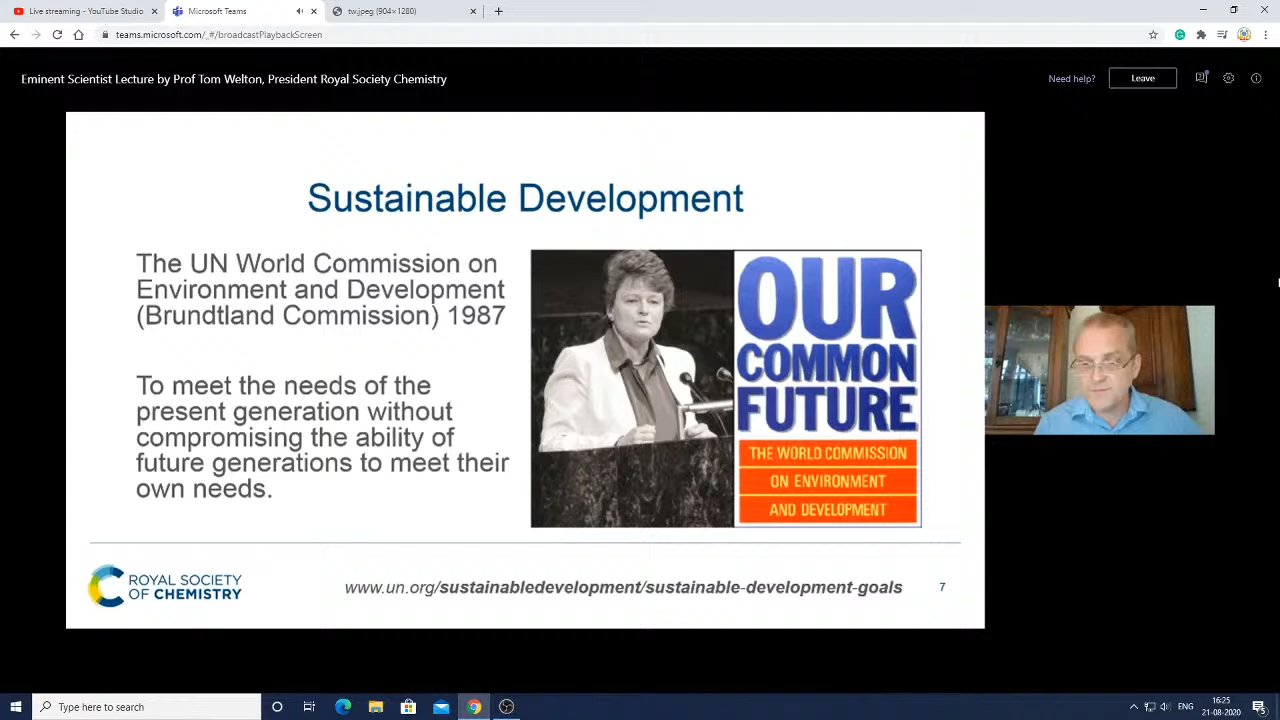 Live streaming - YouTube Studio
Microsoft Teams
tw.jpeg (904×1280)
teams.microsoft.com/_#/broadcastPlaybackScreen
Eminent Scientist Lecture by Prof Tom Welton, President Royal Society Chemistry
Need help?
Leave
Sustainable Development
The UN World Commission on
Environment and Development
(Brundtland Commission) 1987
To meet the needs of the
present generation without
compromising the ability of
future generations to meet their
own needs.
OUR
COMMON
FUTURE
THE WORLD COMMISSION
ON ENVIRONMENT
AND DEVELOPMENT
ROYAL SOCIETY
OF CHEMISTRY
www.un.org/sustainabledevelopment/sustainable-development-goals
7
Type here to search
ENG
16:25
21-08-2020